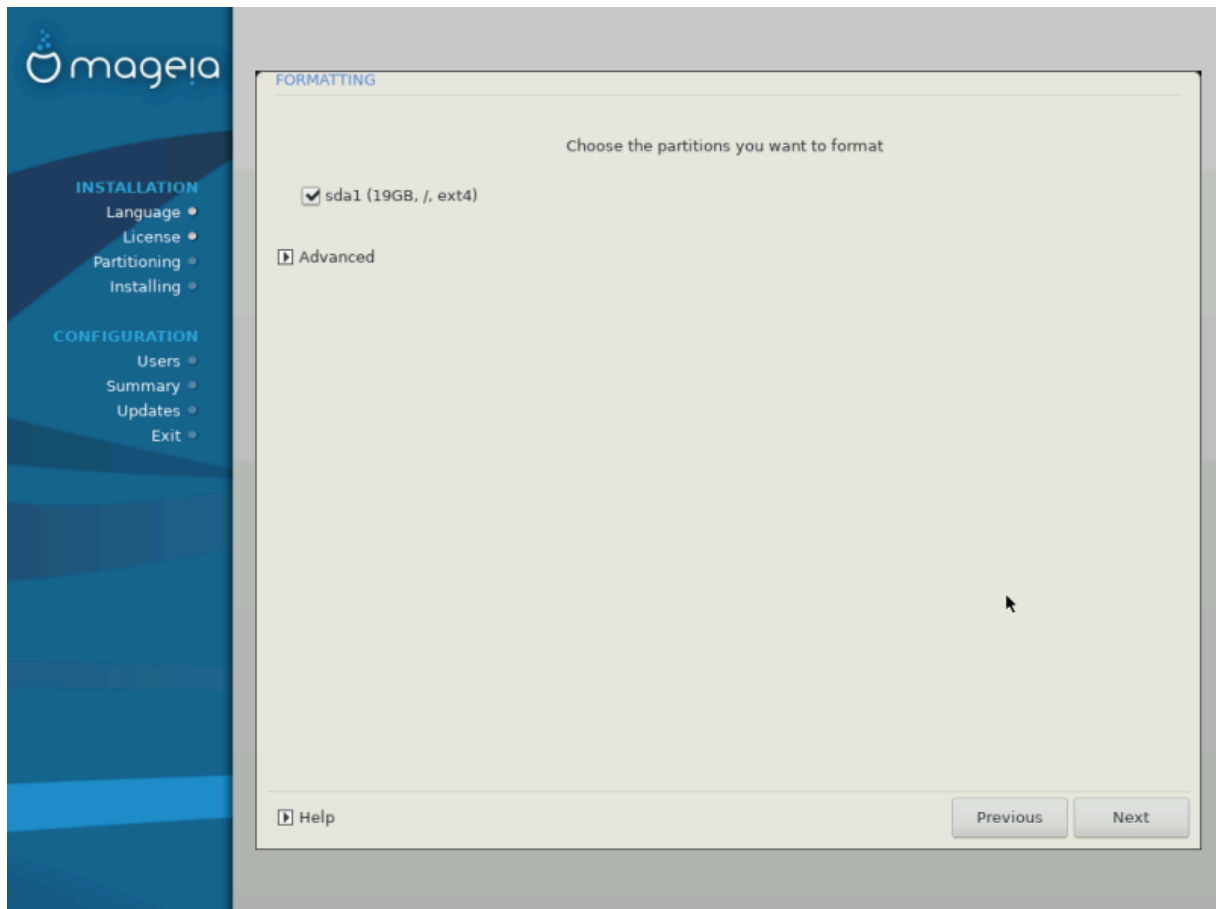 mageia
INSTALLATION
Language
License
Partitioning
Installing
CONFIGURATION
Users
Summary
Updates
Exit
FORMATTING
Choose the partitions you want to format
sda1 (19GB, /, ext4)
Advanced
Help
Previous
Next